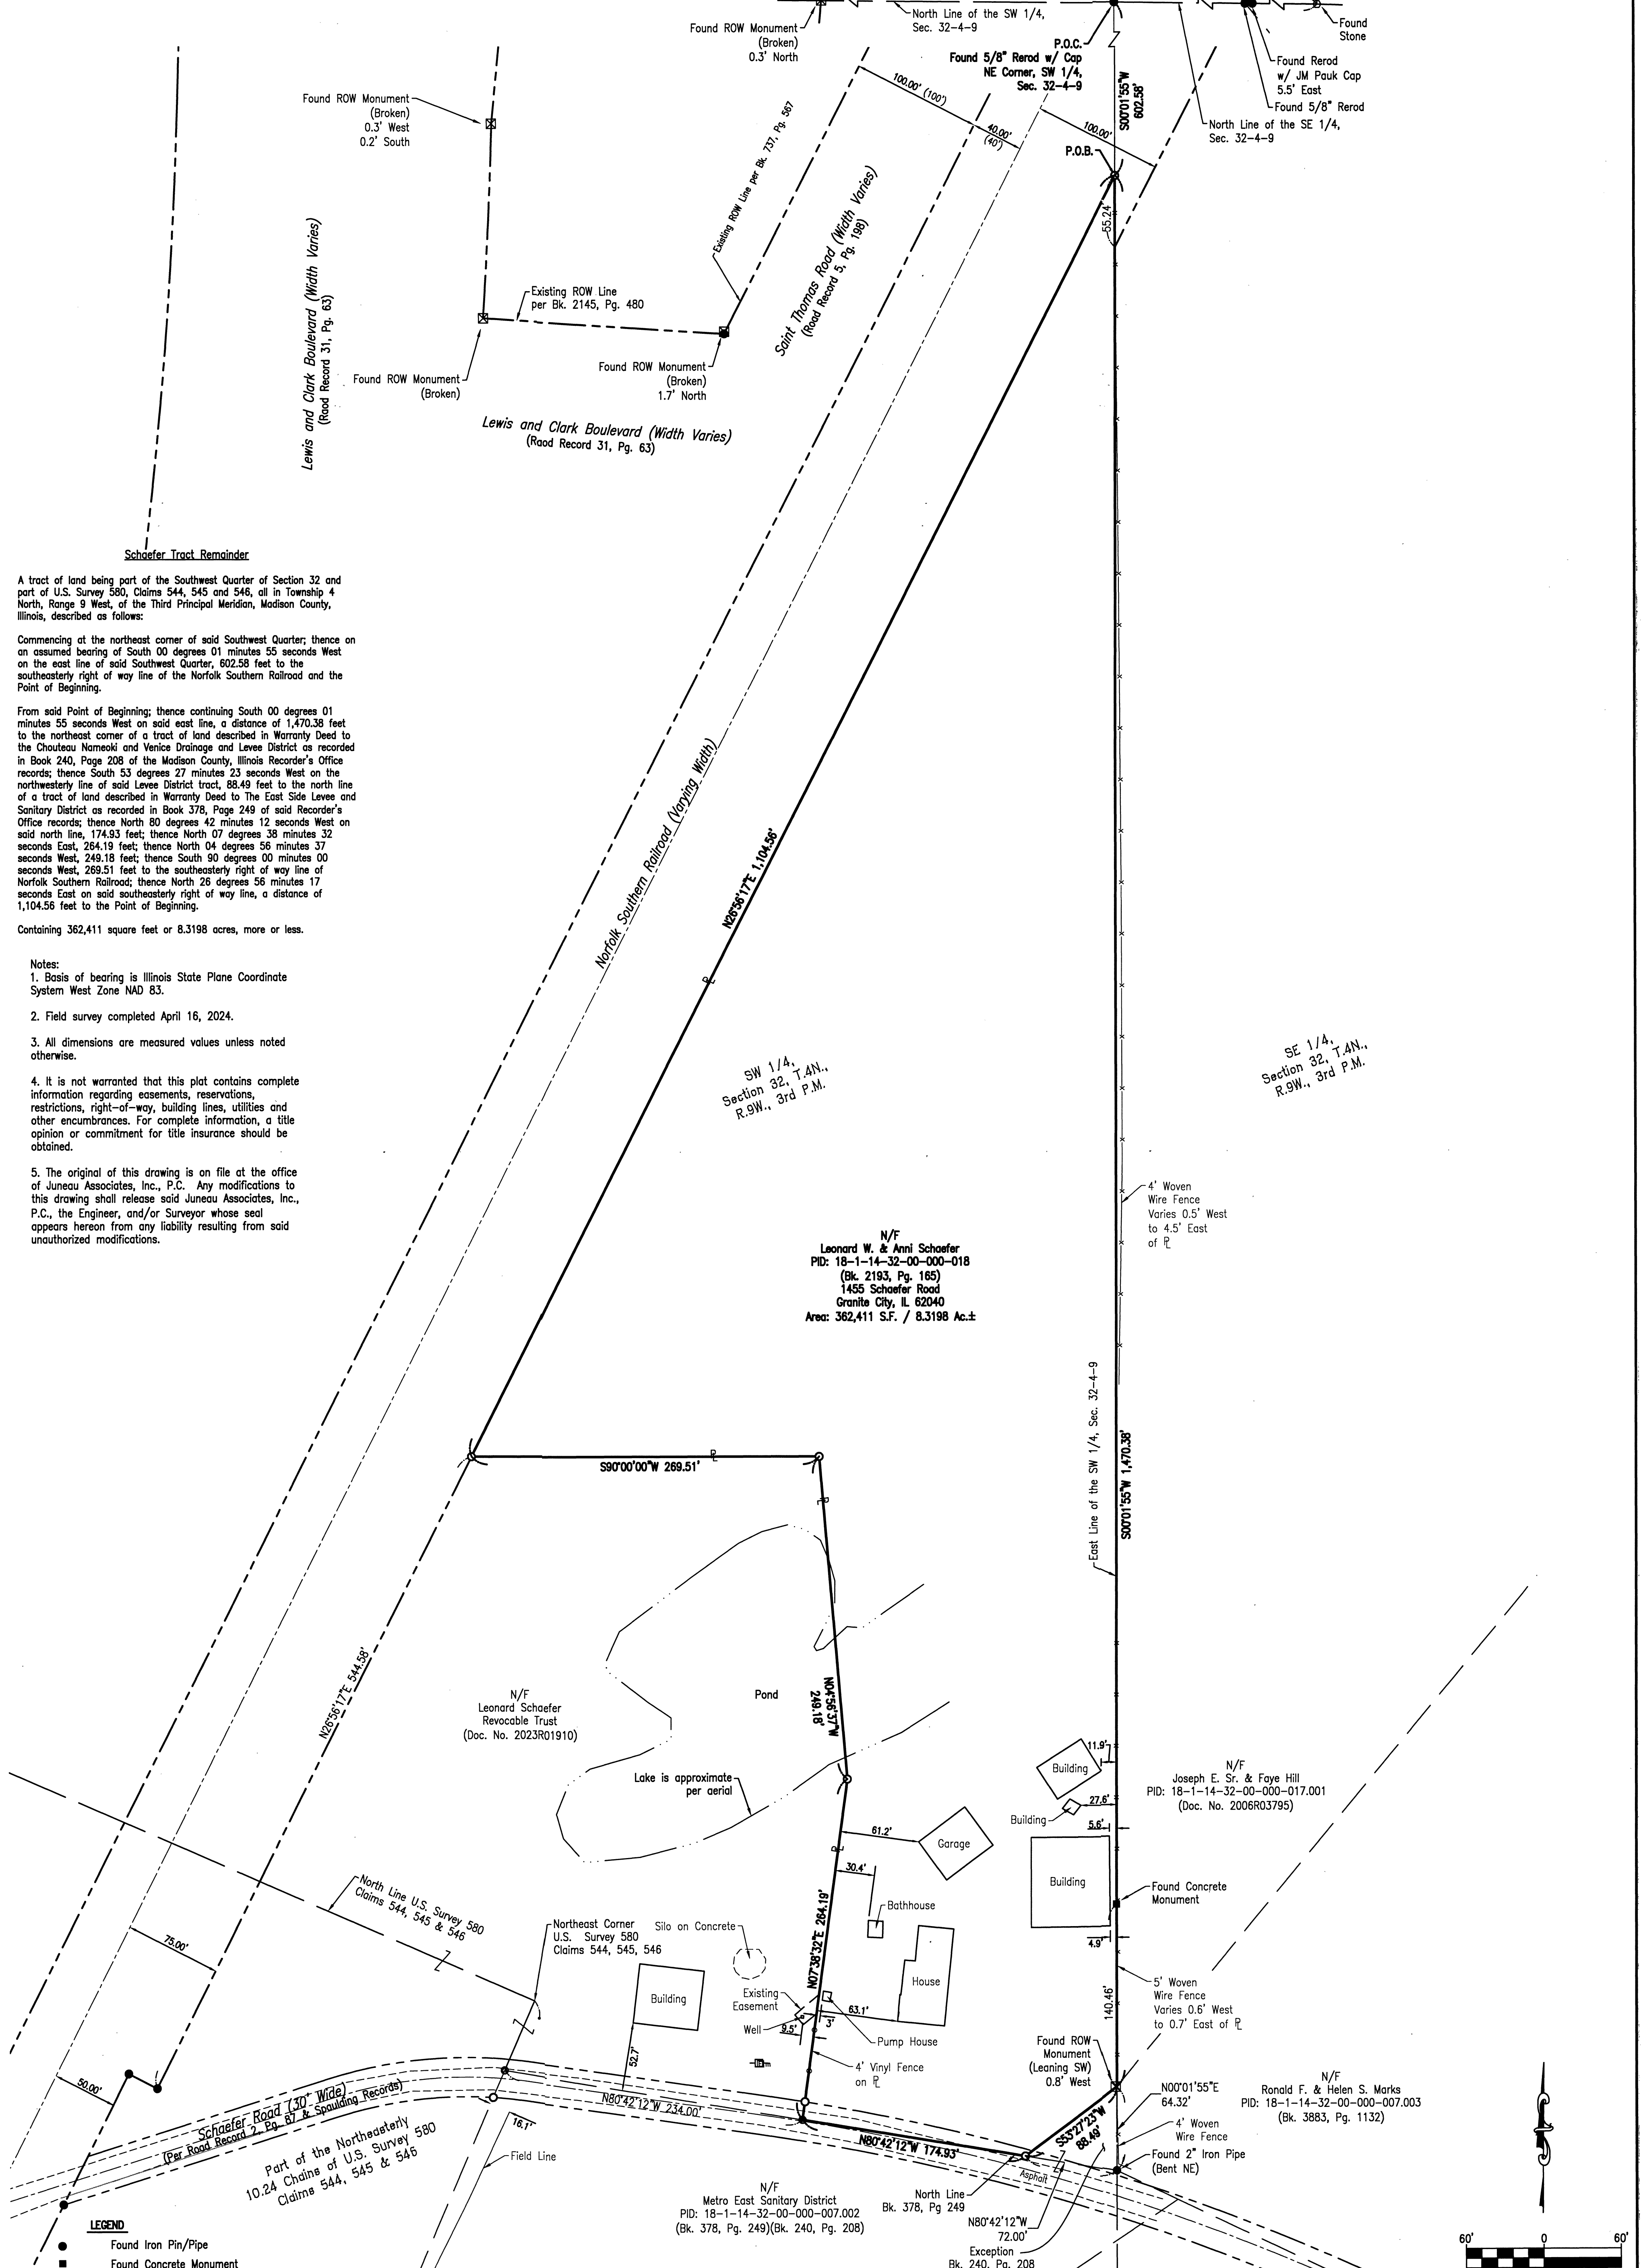 Found ROW Monument
(Broken)
0.3' North
North Line of the SW 1/4,
Sec. 32-4-9
P.O.C.
Found 5/8" Rerod w/ Cap
NE Corner, SW 1/4,
Sec. 32-4-9
Found
Stone
Found Rerod
w/ JM Pauk Cap
5.5' East
Found 5/8" Rerod
North Line of the SE 1/4,
Sec. 32-4-9
S00°01'55"W
602.58'
100.00' (100')
40.00'
(40')
100.00'
P.O.B.
55.24'
Found ROW Monument
(Broken)
0.3' West
0.2' South
Existing ROW Line per Bk. 737, Pg. 567
Saint Thomas Road (Width Varies)
(Road Record 5, Pg. 198)
Lewis and Clark Boulevard (Width Varies)
(Raod Record 31, Pg. 63)
Existing ROW Line
per Bk. 2145, Pg. 480
Found ROW Monument
(Broken)
Found ROW Monument
(Broken)
1.7' North
Lewis and Clark Boulevard (Width Varies)
(Raod Record 31, Pg. 63)
Schaefer Tract Remainder
A tract of land being part of the Southwest Quarter of Section 32 and
part of U.S. Survey 580, Claims 544, 545 and 546, all in Township 4
North, Range 9 West, of the Third Principal Meridian, Madison County,
Illinois, described as follows:
Commencing at the northeast corner of said Southwest Quarter; thence on
an assumed bearing of South 00 degrees 01 minutes 55 seconds West
on the east line of said Southwest Quarter, 602.58 feet to the
southeasterly right of way line of the Norfolk Southern Railroad and the
Point of Beginning.
From said Point of Beginning; thence continuing South 00 degrees 01
minutes 55 seconds West on said east line, a distance of 1,470.38 feet
to the northeast corner of a tract of land described in Warranty Deed to
the Chouteau Nameoki and Venice Drainage and Levee District as recorded
in Book 240, Page 208 of the Madison County, Illinois Recorder's Office
records; thence South 53 degrees 27 minutes 23 seconds West on the
northwesterly line of said Levee District tract, 88.49 feet to the north line
of a tract of land described in Warranty Deed to The East Side Levee and
Sanitary District as recorded in Book 378, Page 249 of said Recorder's
Office records; thence North 80 degrees 42 minutes 12 seconds West on
said north line, 174.93 feet; thence North 07 degrees 38 minutes 32
seconds East, 264.19 feet; thence North 04 degrees 56 minutes 37
seconds West, 249.18 feet; thence South 90 degrees 00 minutes 00
seconds West, 269.51 feet to the southeasterly right of way line of
Norfolk Southern Railroad; thence North 26 degrees 56 minutes 17
seconds East on said southeasterly right of way line, a distance of
1,104.56 feet to the Point of Beginning.
Containing 362,411 square feet or 8.3198 acres, more or less.
Notes:
1. Basis of bearing is Illinois State Plane Coordinate
System West Zone NAD 83.
2. Field survey completed April 16, 2024.
3. All dimensions are measured values unless noted
otherwise.
4. It is not warranted that this plat contains complete
information regarding easements, reservations,
restrictions, right-of-way, building lines, utilities and
other encumbrances. For complete information, a title
opinion or commitment for title insurance should be
obtained.
5. The original of this drawing is on file at the office
of Juneau Associates, Inc., P.C. Any modifications to
this drawing shall release said Juneau Associates, Inc.,
P.C., the Engineer, and/or Surveyor whose seal
appears hereon from any liability resulting from said
unauthorized modifications.
Norfolk Southern Railroad (Varying Width)
N26°56'17"E 1,104.56'
SW 1/4,
Section 32, T.4N.,
R.9W., 3rd P.M.
SE 1/4,
Section 32, T.4N.,
R.9W., 3rd P.M.
4' Woven
Wire Fence
Varies 0.5' West
to 4.5' East
of PL
N/F
Leonard W. & Anni Schaefer
PID: 18-1-14-32-00-000-018
(Bk. 2193, Pg. 165)
1455 Schaefer Road
Granite City, IL 62040
Area: 362,411 S.F. / 8.3198 Ac.±
East Line of the SW 1/4, Sec. 32-4-9
S00°01'55"W 1,470.38'
S90°00'00"W 269.51'
N26°56'17"E 544.58'
N/F
Leonard Schaefer
Revocable Trust
(Doc. No. 2023R01910)
Pond
N04°56'37"W
249.18'
Lake is approximate
per aerial
Building
11.9'
Building
27.6'
5.6'
N/F
Joseph E. Sr. & Faye Hill
PID: 18-1-14-32-00-000-017.001
(Doc. No. 2006R03795)
61.2'
Garage
30.4'
Building
Found Concrete
Monument
4.9'
Bathhouse
N07°38'32"E 264.19'
North Line U.S. Survey 580
Claims 544, 545 & 546
Northeast Corner
U.S. Survey 580
Claims 544, 545, 546
Silo on Concrete
75.00'
House
Building
Existing
Easement
Well
9.5'
3'
63.1'
Pump House
52.7'
4' Vinyl Fence
on PL
140.46'
5' Woven
Wire Fence
Varies 0.6' West
to 0.7' East of PL
Found ROW
Monument
(Leaning SW)
0.8' West
50.00'
Schaefer Road (30' Wide)
(Per Road Record 2, Pg. 87 & Spaulding Records)
N80°42'12"W 234.00'
16.1'
N80°42'12"W 174.93'
S53°27'23"W
88.49'
N00°01'55"E
64.32'
4' Woven
Wire Fence
Found 2" Iron Pipe
(Bent NE)
N/F
Ronald F. & Helen S. Marks
PID: 18-1-14-32-00-000-007.003
(Bk. 3883, Pg. 1132)
Part of the Northeasterly
10.24 Chains of U.S. Survey 580
Claims 544, 545 & 546
Field Line
Asphalt
N/F
Metro East Sanitary District
PID: 18-1-14-32-00-000-007.002
(Bk. 378, Pg. 249)(Bk. 240, Pg. 208)
North Line
Bk. 378, Pg 249
N80°42'12"W
72.00'
Exception
Bk. 240, Pg. 208
LEGEND
Found Iron Pin/Pipe
Found Concrete Monument
60' 0 60'